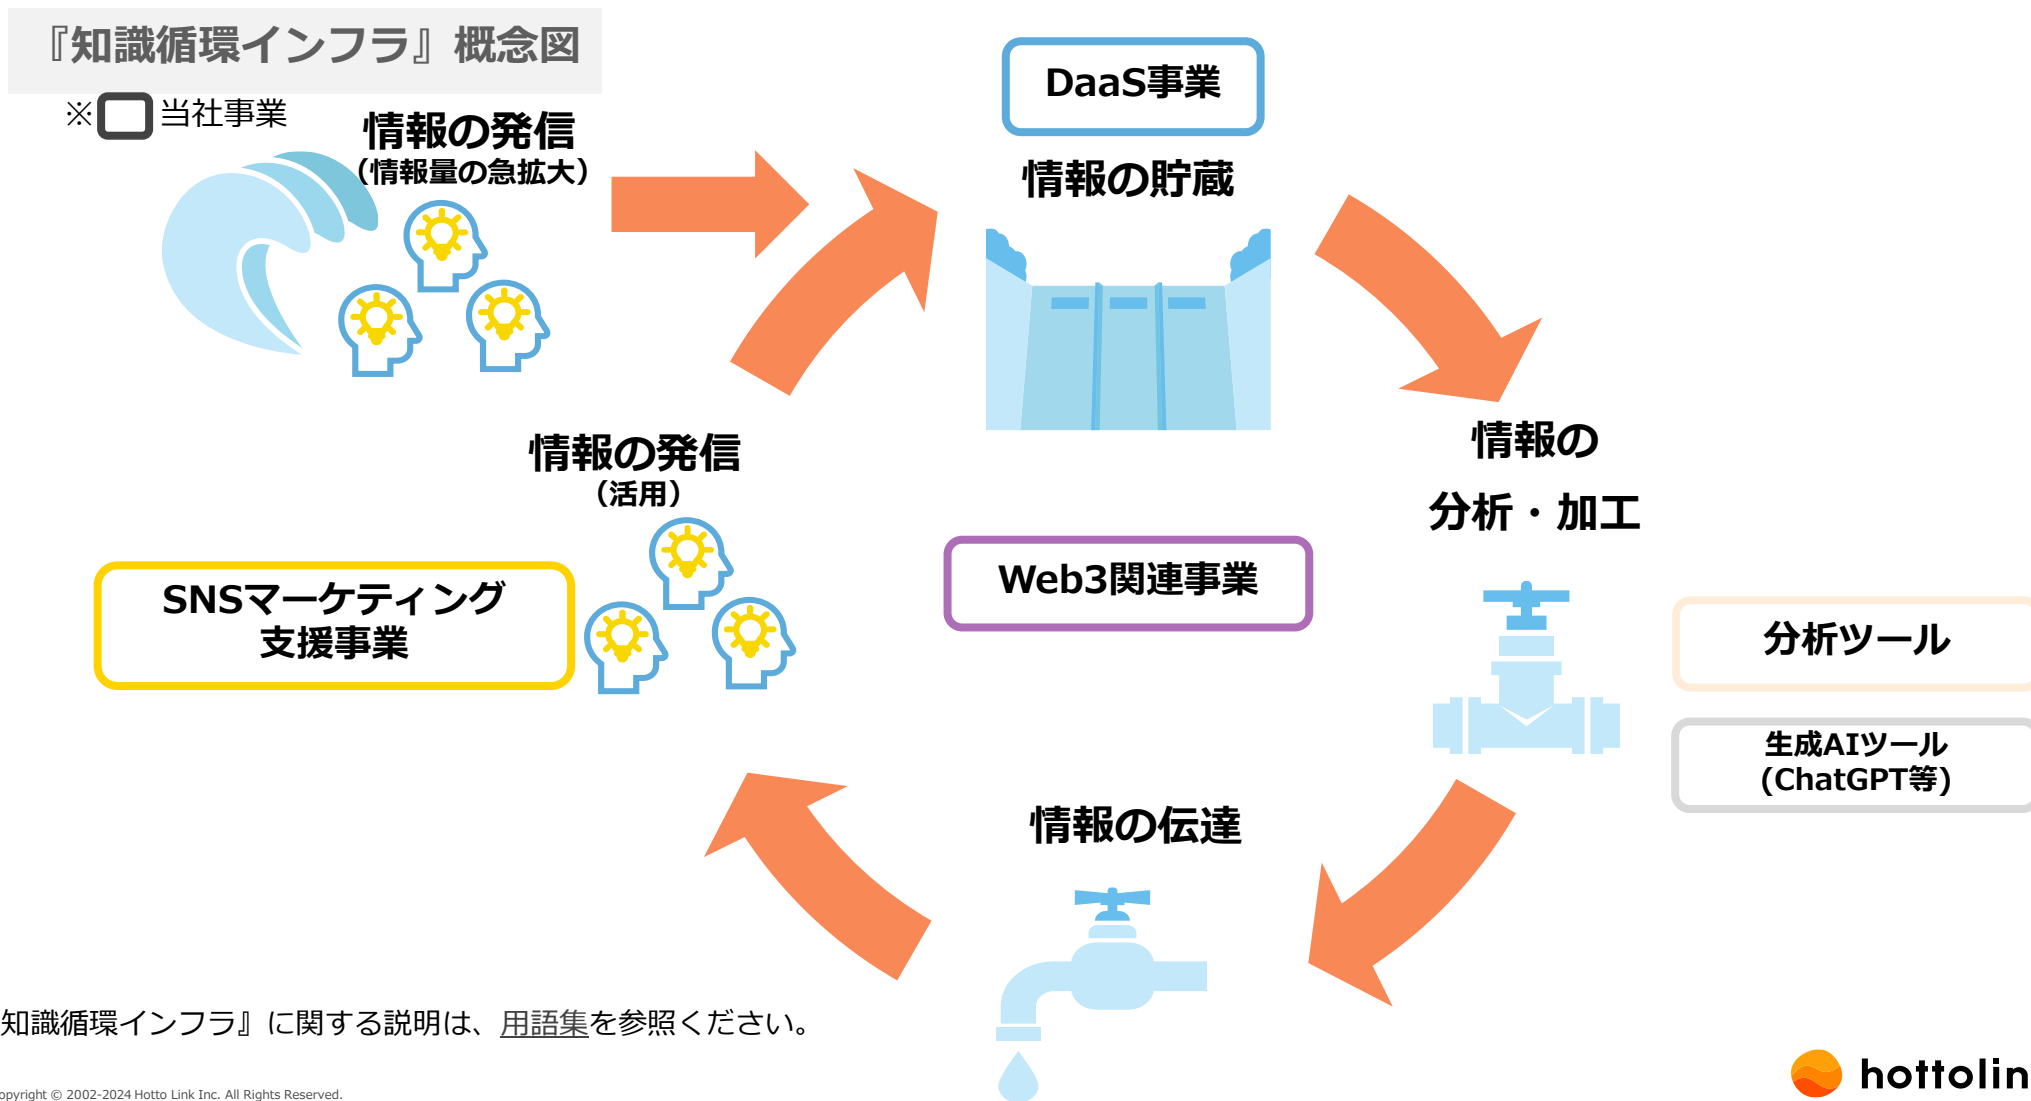 『知識循環インフラ』概念図
※ 当社事業
情報の発信
（情報量の急拡大）
DaaS事業
情報の貯蔵
情報の
分析・加工
情報の発信
（活用）
SNSマーケティング
支援事業
Web3関連事業
分析ツール
生成AIツール
(ChatGPT等)
情報の伝達
知識循環インフラ』に関する説明は、用語集を参照ください。
opyright © 2002-2024 Hotto Link Inc. All Rights Reserved.
hottolin